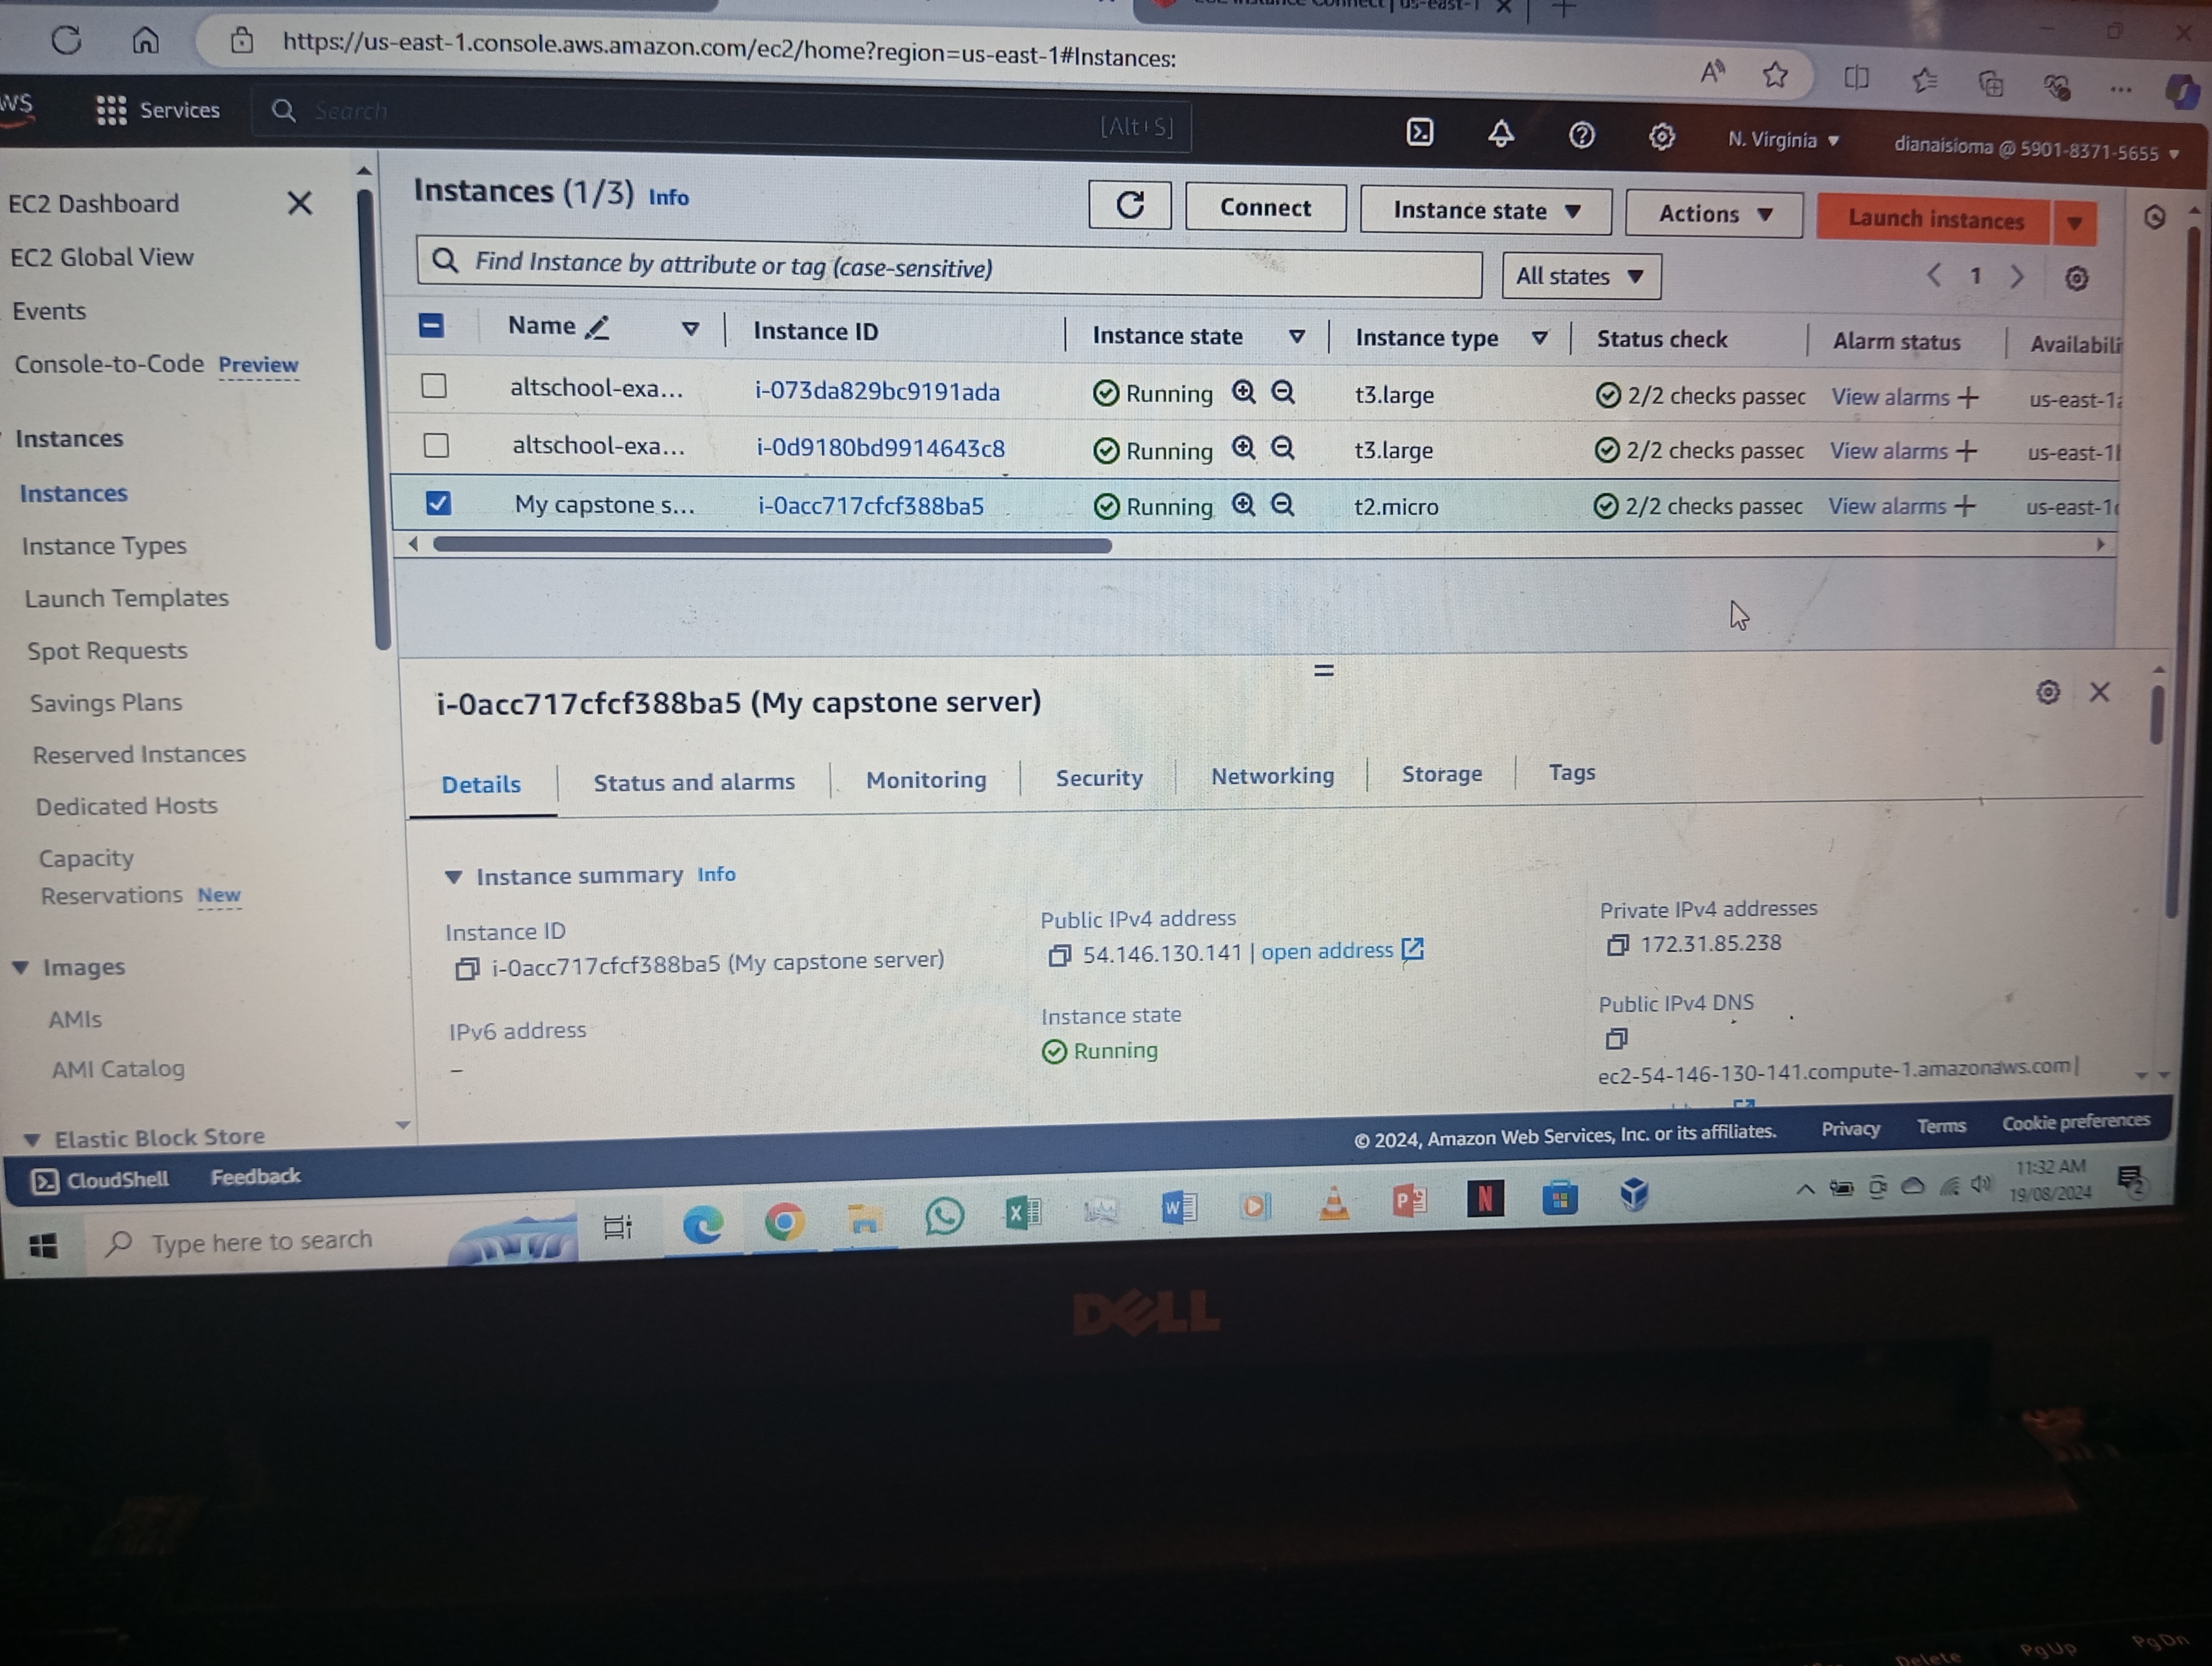 https://us-east-1.console.aws.amazon.com/ec2/home?region=us-east-1#Instances:
Services
Search
[Alt+S]
N. Virginia
dianaisioma @ 5901-8371-5655
EC2 Dashboard
EC2 Global View
Events
Console-to-Code Preview
Instances
Instances
Instance Types
Launch Templates
Spot Requests
Savings Plans
Reserved Instances
Dedicated Hosts
Capacity
Reservations New
Images
AMIs
AMI Catalog
Elastic Block Store
Instances (1/3) Info
Connect
Instance state
Actions
Launch instances
Find Instance by attribute or tag (case-sensitive)
All states
1
Name Instance ID Instance state Instance type Status check Alarm status Availabili
altschool-exa... i-073da829bc9191ada Running t3.large 2/2 checks passec View alarms + us-east-1a
altschool-exa... i-0d9180bd9914643c8 Running t3.large 2/2 checks passec View alarms + us-east-1
My capstone s... i-0acc717cfcf388ba5 Running t2.micro 2/2 checks passec View alarms + us-east-1
i-0acc717cfcf388ba5 (My capstone server)
Details
Status and alarms
Monitoring
Security
Networking
Storage
Tags
Instance summary Info
Instance ID
i-0acc717cfcf388ba5 (My capstone server)
Public IPv4 address
54.146.130.141 | open address
Private IPv4 addresses
172.31.85.238
IPv6 address
–
Instance state
Running
Public IPv4 DNS
ec2-54-146-130-141.compute-1.amazonaws.com |
© 2024, Amazon Web Services, Inc. or its affiliates. Privacy Terms Cookie preferences
CloudShell Feedback
Type here to search
11:32 AM
19/08/2024
2
DELL
Delete
PgUp
PgDn